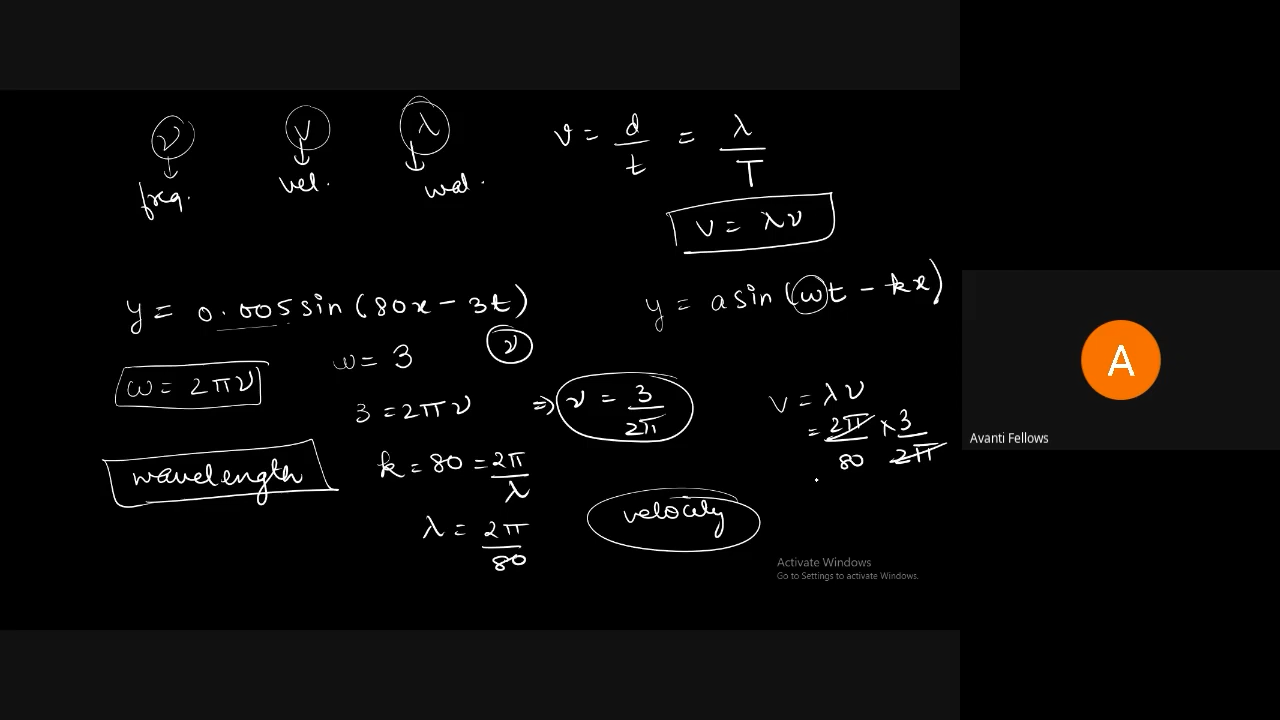 ν v λ
freq. vel. wal.
v = d/t = λ/T
v = λν
y = 0.005 sin (80x - 3t)
y = a sin (ωt - kx)
ω = 3 ν
ω = 2πν
3 = 2πν ⇒ ν = 3/2π
v = λν
= 2π/80 × 3/2π
wavelength
k = 80 = 2π/λ
λ = 2π/80
velocity
A
Avanti Fellows
Activate Windows
Go to Settings to activate Windows.